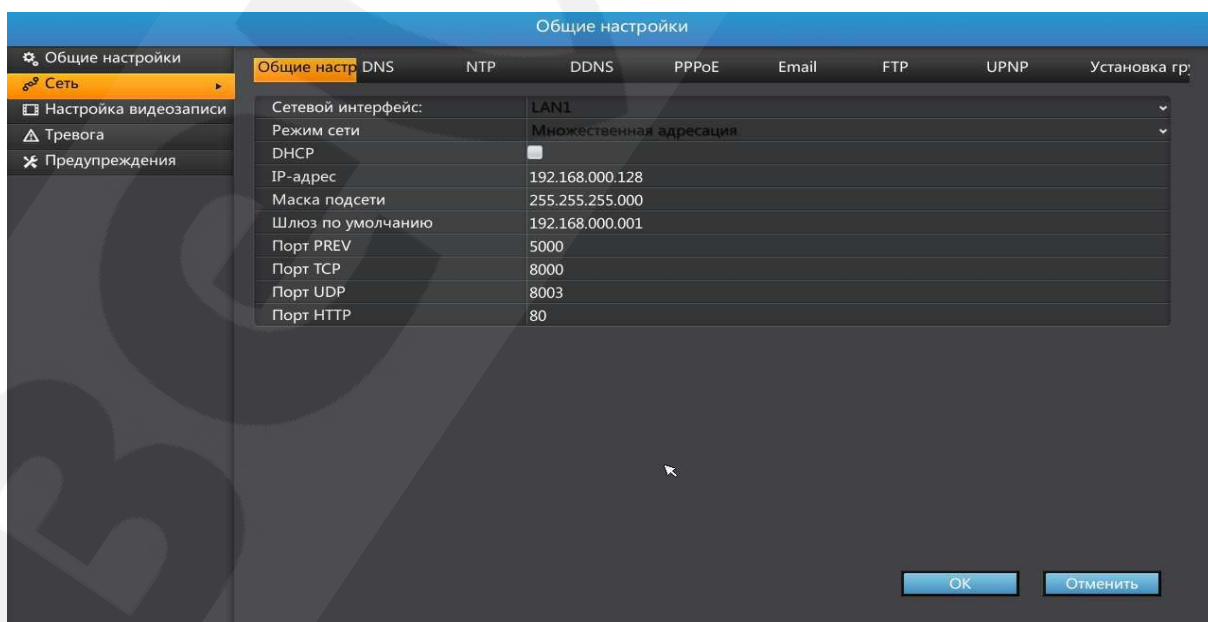 Общие настройки
Общие настройки
Сеть
Настройка видеозаписи
Тревога
Предупреждения
Общие настр DNS NTP DDNS PPPoE Email FTP UPNP Установка гру
Сетевой интерфейс: LAN1
Режим сети Множественная адресация
DHCP
IP-адрес 192.168.000.128
Маска подсети 255.255.255.000
Шлюз по умолчанию 192.168.000.001
Порт PREV 5000
Порт TCP 8000
Порт UDP 8003
Порт HTTP 80
OK Отменить